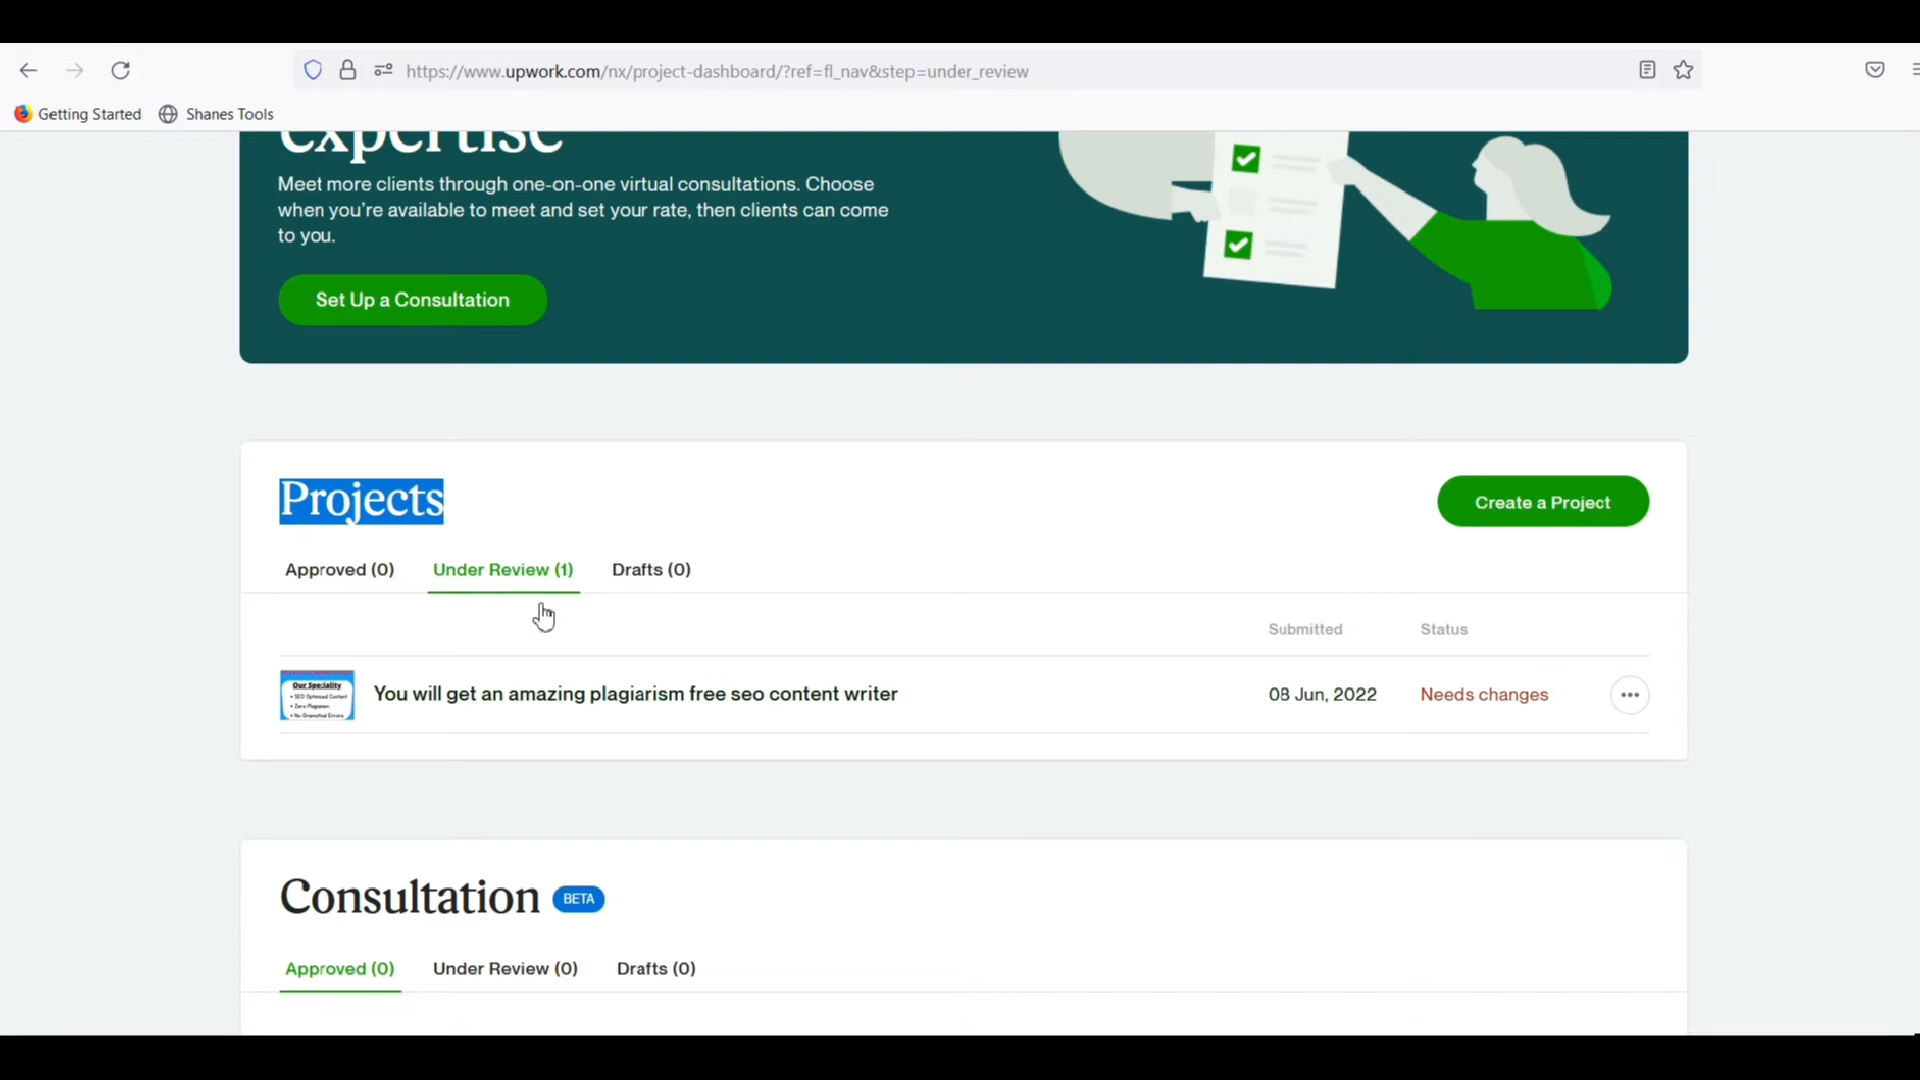 https://www.upwork.com/nx/project-dashboard/?ref=fl_nav&step=under_review
Getting Started
Shanes Tools
expertise
Meet more clients through one-on-one virtual consultations. Choose
when you're available to meet and set your rate, then clients can come
to you.
Set Up a Consultation
Projects
Create a Project
Approved (0)
Under Review (1)
Drafts (0)
Submitted
Status
Our Speciality
• SEO Optimized Content
• Zero Plagiarism
• No Gramatical Errors
You will get an amazing plagiarism free seo content writer
08 Jun, 2022
Needs changes
Consultation
BETA
Approved (0)
Under Review (0)
Drafts (0)